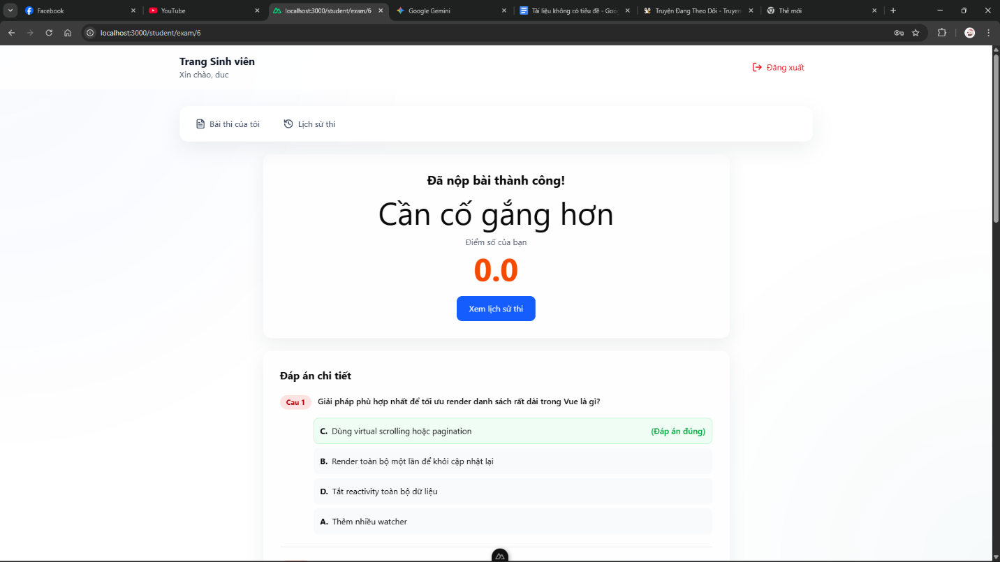 Facebook
YouTube
localhost:3000/student/exam/6
Google Gemini
Tài liệu không có tiêu đề - Goo
Truyện Đang Theo Dõi - Truyen
Thẻ mới
localhost:3000/student/exam/6
Trang Sinh viên
Xin chào, duc
Đăng xuất
Bài thi của tôi
Lịch sử thi
Đã nộp bài thành công!
Cần cố gắng hơn
Điểm số của bạn
0.0
Xem lịch sử thi
Đáp án chi tiết
Cau 1 Giải pháp phù hợp nhất để tối ưu render danh sách rất dài trong Vue là gì?
C. Dùng virtual scrolling hoặc pagination (Đáp án đúng)
B. Render toàn bộ một lần để khỏi cập nhật lại
D. Tắt reactivity toàn bộ dữ liệu
A. Thêm nhiều watcher